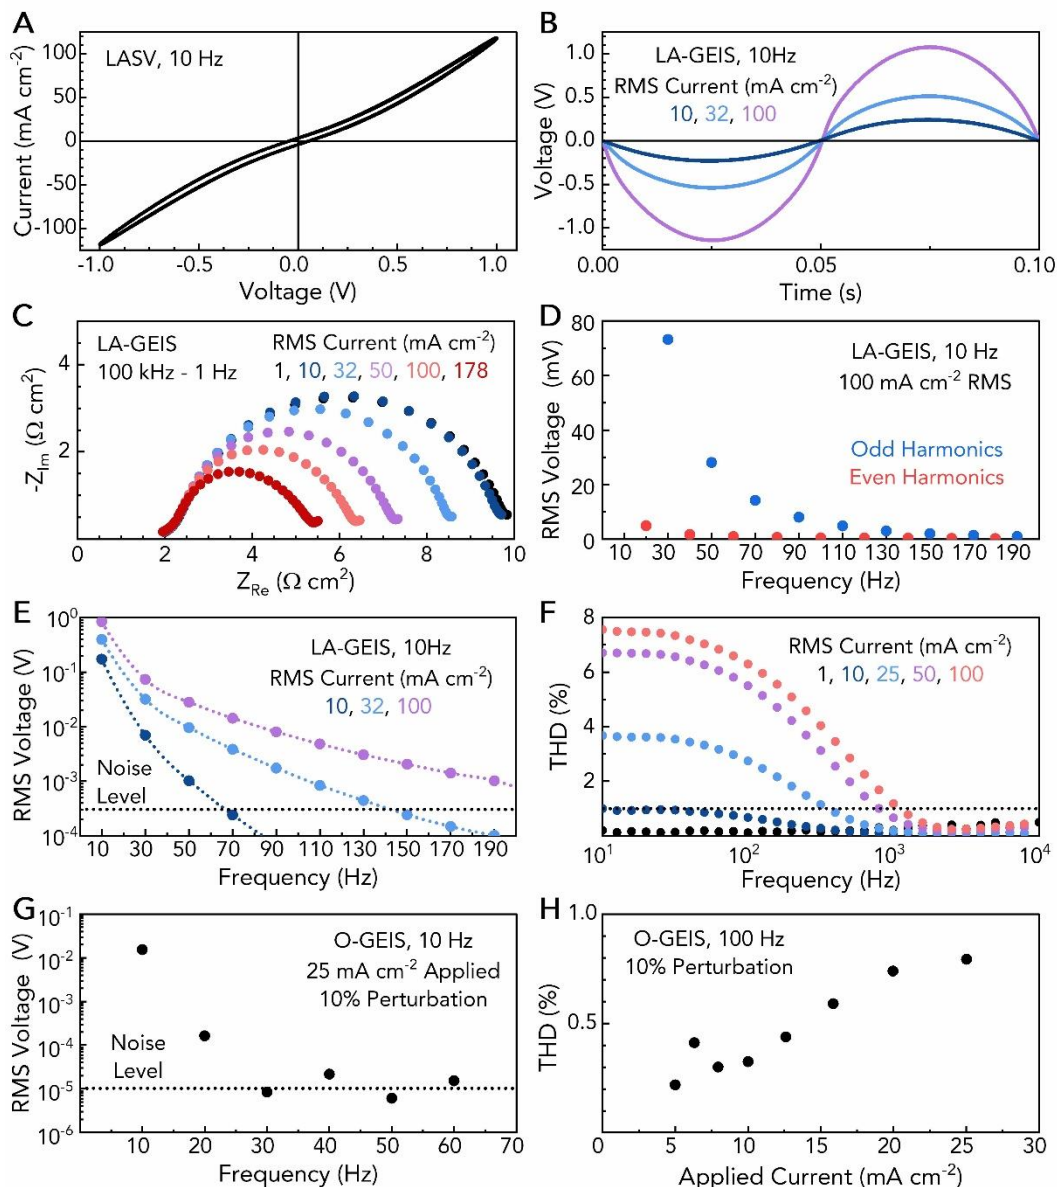 A
LASV, 10 Hz
Current (mA cm⁻²)
100
50
0
-50
-100
-1.0 -0.5 0.0 0.5 1.0
Voltage (V)
B
LA-GEIS, 10Hz
RMS Current (mA cm⁻²)
10, 32, 100
Voltage (V)
1.0
0.5
0.0
-0.5
-1.0
0.00 0.05 0.10
Time (s)
C
LA-GEIS
100 kHz - 1 Hz
RMS Current (mA cm⁻²)
1, 10, 32, 50, 100, 178
-Z_Im (Ω cm²)
4
2
0 2 4 6 8 10
Z_Re (Ω cm²)
D
LA-GEIS, 10 Hz
100 mA cm⁻² RMS
Odd Harmonics
Even Harmonics
RMS Voltage (mV)
80
60
40
20
0
10 30 50 70 90 110 130 150 170 190
Frequency (Hz)
E
LA-GEIS, 10Hz
RMS Current (mA cm⁻²)
10, 32, 100
Noise
Level
RMS Voltage (V)
10⁰
10⁻¹
10⁻²
10⁻³
10⁻⁴
10 30 50 70 90 110 130 150 170 190
Frequency (Hz)
F
RMS Current (mA cm⁻²)
1, 10, 25, 50, 100
THD (%)
8
6
4
2
10¹ 10² 10³ 10⁴
Frequency (Hz)
G
O-GEIS, 10 Hz
25 mA cm⁻² Applied
10% Perturbation
Noise
Level
RMS Voltage (V)
10⁻¹
10⁻²
10⁻³
10⁻⁴
10⁻⁵
10⁻⁶
10 20 30 40 50 60 70
Frequency (Hz)
H
O-GEIS, 100 Hz
10% Perturbation
THD (%)
1.0
0.5
0 5 10 15 20 25 30
Applied Current (mA cm⁻²)